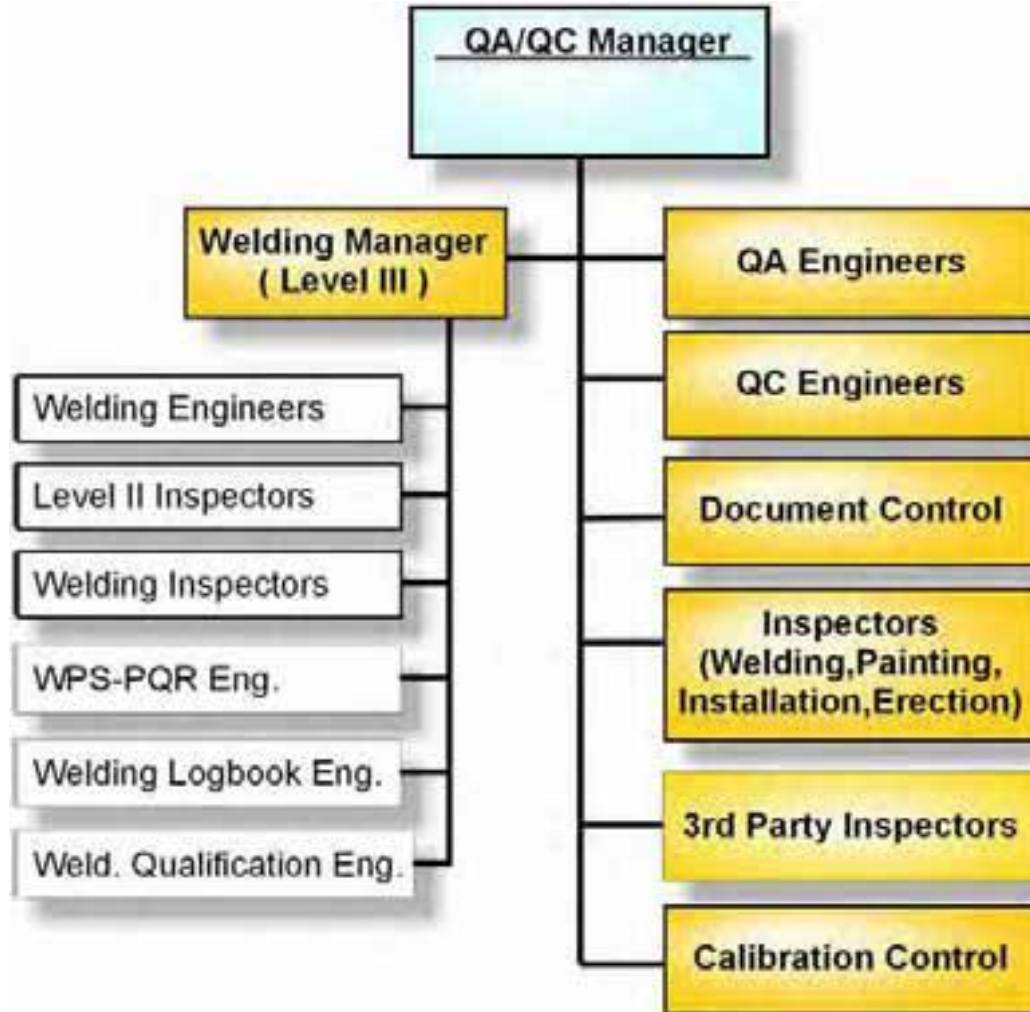 QA/QC Manager
Welding Manager
( Level III )
Welding Engineers
Level II Inspectors
Welding Inspectors
WPS-PQR Eng.
Welding Logbook Eng.
Weld. Qualification Eng.
QA Engineers
QC Engineers
Document Control
Inspectors
(Welding,Painting,
Installation,Erection)
3rd Party Inspectors
Calibration Control